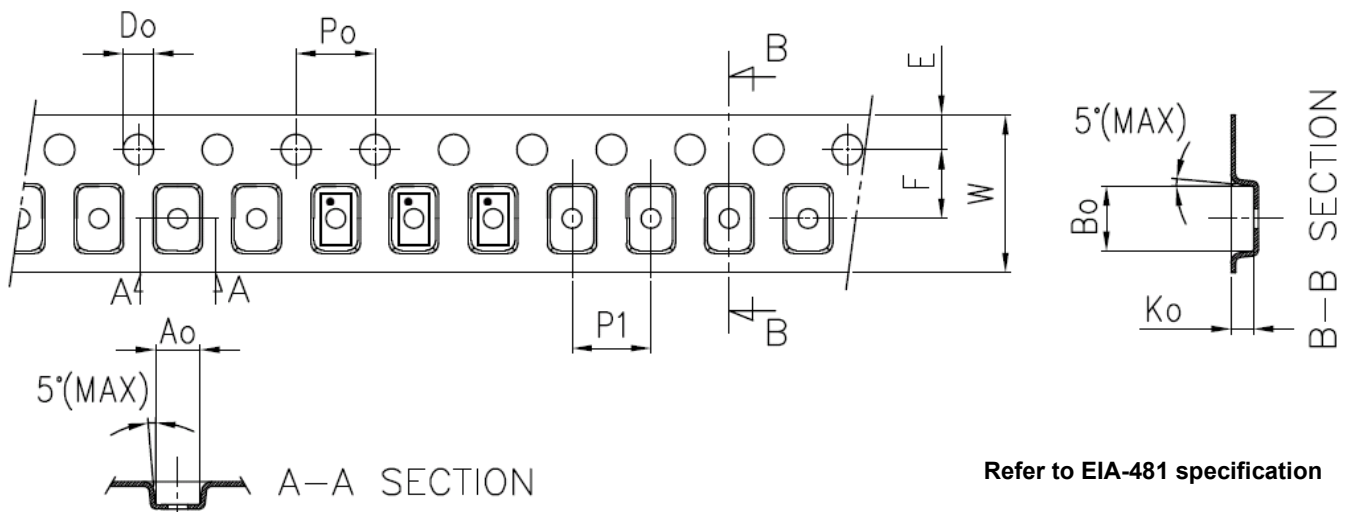 Do
Po
B
E
F
W
A
A
P1
B
Ao
5°(MAX)
A-A SECTION
5°(MAX)
Bo
Ko
B-B SECTION
Refer to EIA-481 specification